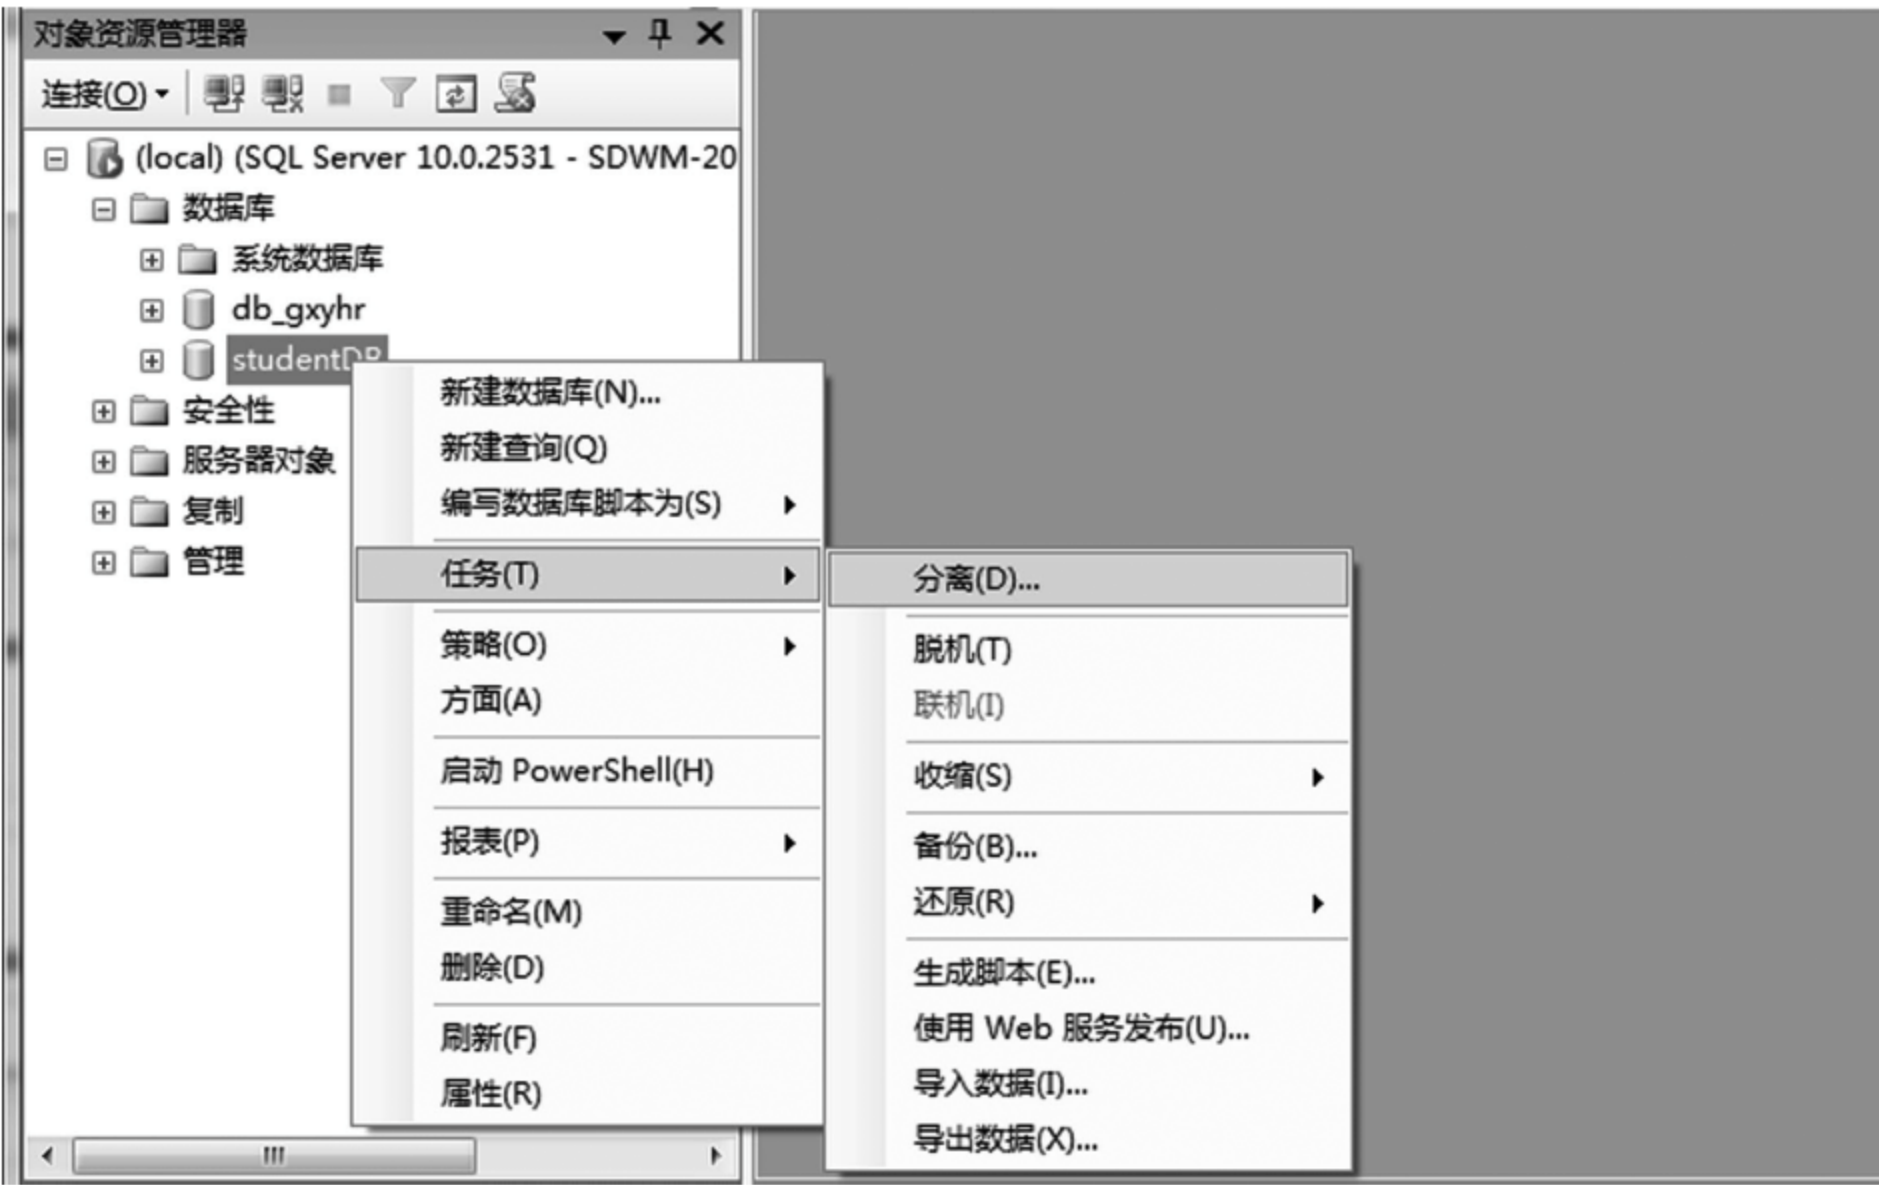 对象资源管理器
连接(O)
(local) (SQL Server 10.0.2531 - SDWM-20
数据库
系统数据库
db_gxyhr
studentDB
安全性
服务器对象
复制
管理
新建数据库(N)...
新建查询(Q)
编写数据库脚本为(S)
任务(T)
策略(O)
方面(A)
启动 PowerShell(H)
报表(P)
重命名(M)
删除(D)
刷新(F)
属性(R)
分离(D)...
脱机(T)
联机(I)
收缩(S)
备份(B)...
还原(R)
生成脚本(E)...
使用 Web 服务发布(U)...
导入数据(I)...
导出数据(X)...